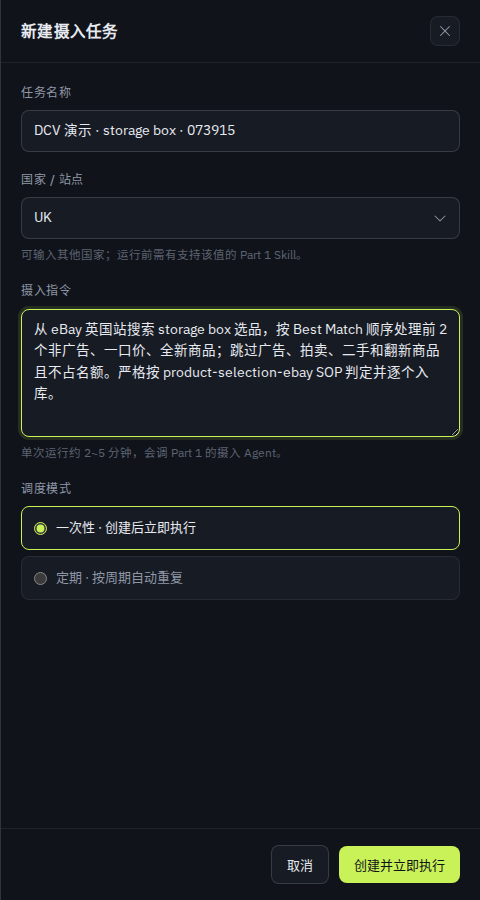 新建摄入任务
任务名称
DCV 演示 · storage box · 073915
国家 / 站点
UK
可输入其他国家；运行前需有支持该值的 Part 1 Skill。
摄入指令
从 eBay 英国站搜索 storage box 选品，按 Best Match 顺序处理前 2
个非广告、一口价、全新商品；跳过广告、拍卖、二手和翻新商品
且不占名额。严格按 product-selection-ebay SOP 判定并逐个入
库。
单次运行约 2~5 分钟，会调 Part 1 的摄入 Agent。
调度模式
一次性 · 创建后立即执行
定期 · 按周期自动重复
取消
创建并立即执行